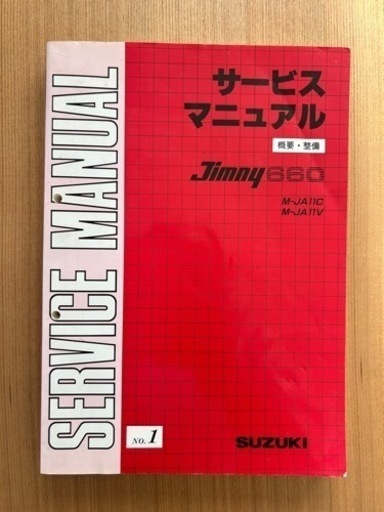 SERVICE MANUAL
サービス
マニュアル
概要・整備
Jimny660
M-JA11C
M-JA11V
NO.1
SUZUKI